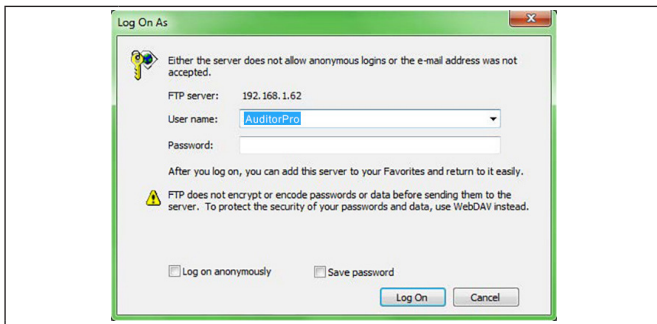 Log On As
Either the server does not allow anonymous logins or the e-mail address was not
accepted.
FTP server: 192.168.1.62
User name: AuditorPro
Password:
After you log on, you can add this server to your Favorites and return to it easily.
FTP does not encrypt or encode passwords or data before sending them to the
server. To protect the security of your passwords and data, use WebDAV instead.
Log on anonymously Save password
Log On Cancel